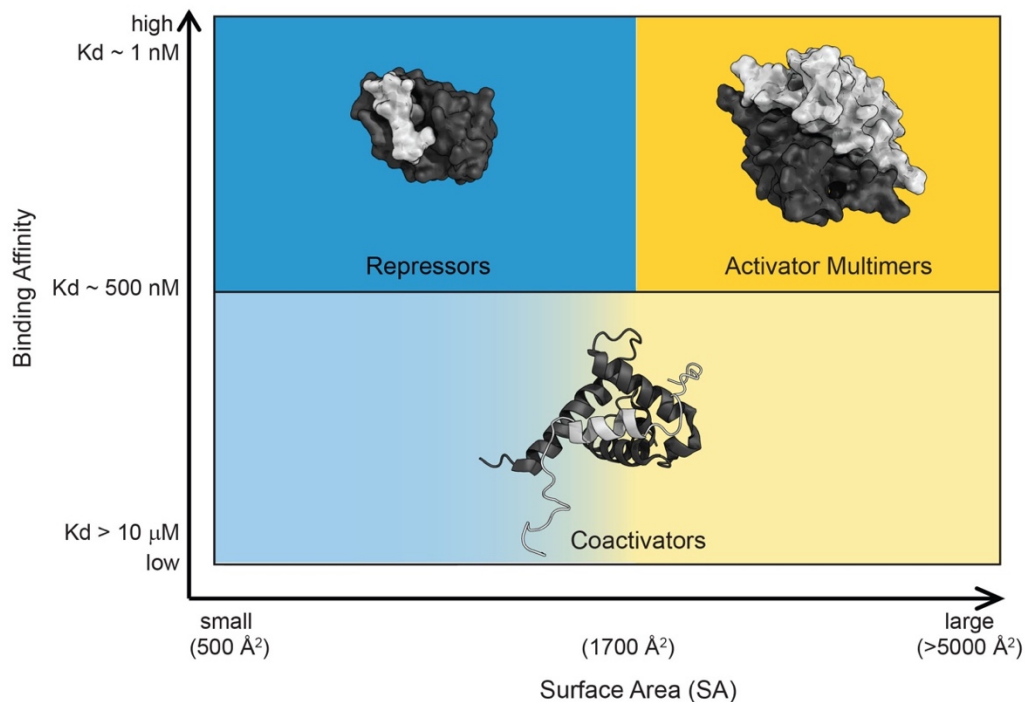 high
Kd ~ 1 nM
Repressors
Activator Multimers
Kd ~ 500 nM
Binding Affinity
Kd > 10 μM
low
Coactivators
small
(500 Å²)
(1700 Å²)
large
(>5000 Å²)
Surface Area (SA)